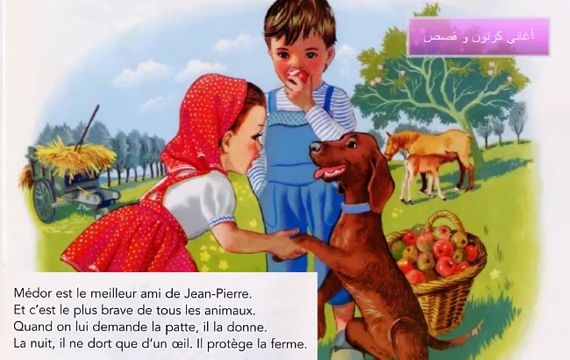 أغاني كرتون و قصص
Médor est le meilleur ami de Jean-Pierre.
Et c'est le plus brave de tous les animaux.
Quand on lui demande la patte, il la donne.
La nuit, il ne dort que d'un œil. Il protège la ferme.